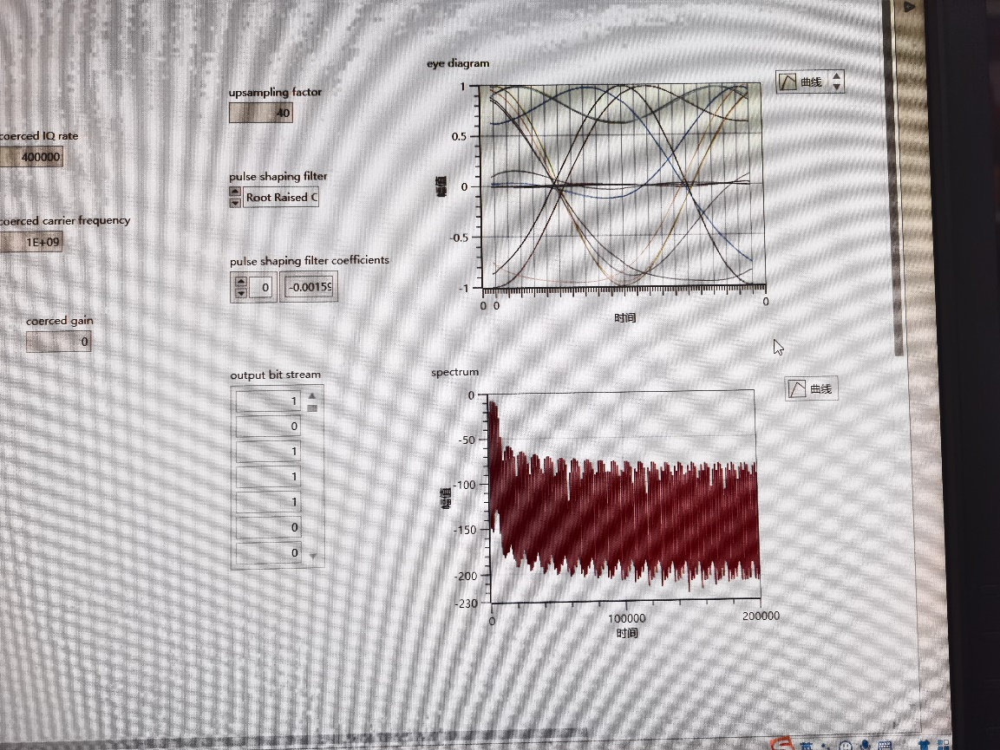 coerced IQ rate
400000
coerced carrier frequency
1E+09
coerced gain
0
upsampling factor
40
pulse shaping filter
Root Raised C
pulse shaping filter coefficients
0
-0.00159
output bit stream
1
0
1
1
1
0
0
eye diagram
曲线
1
0.5
0
-0.5
-1
幅值
0 0 0
时间
spectrum
曲线
0
-50
-100
-150
-200
-230
幅值
0 100000 200000
时间
英